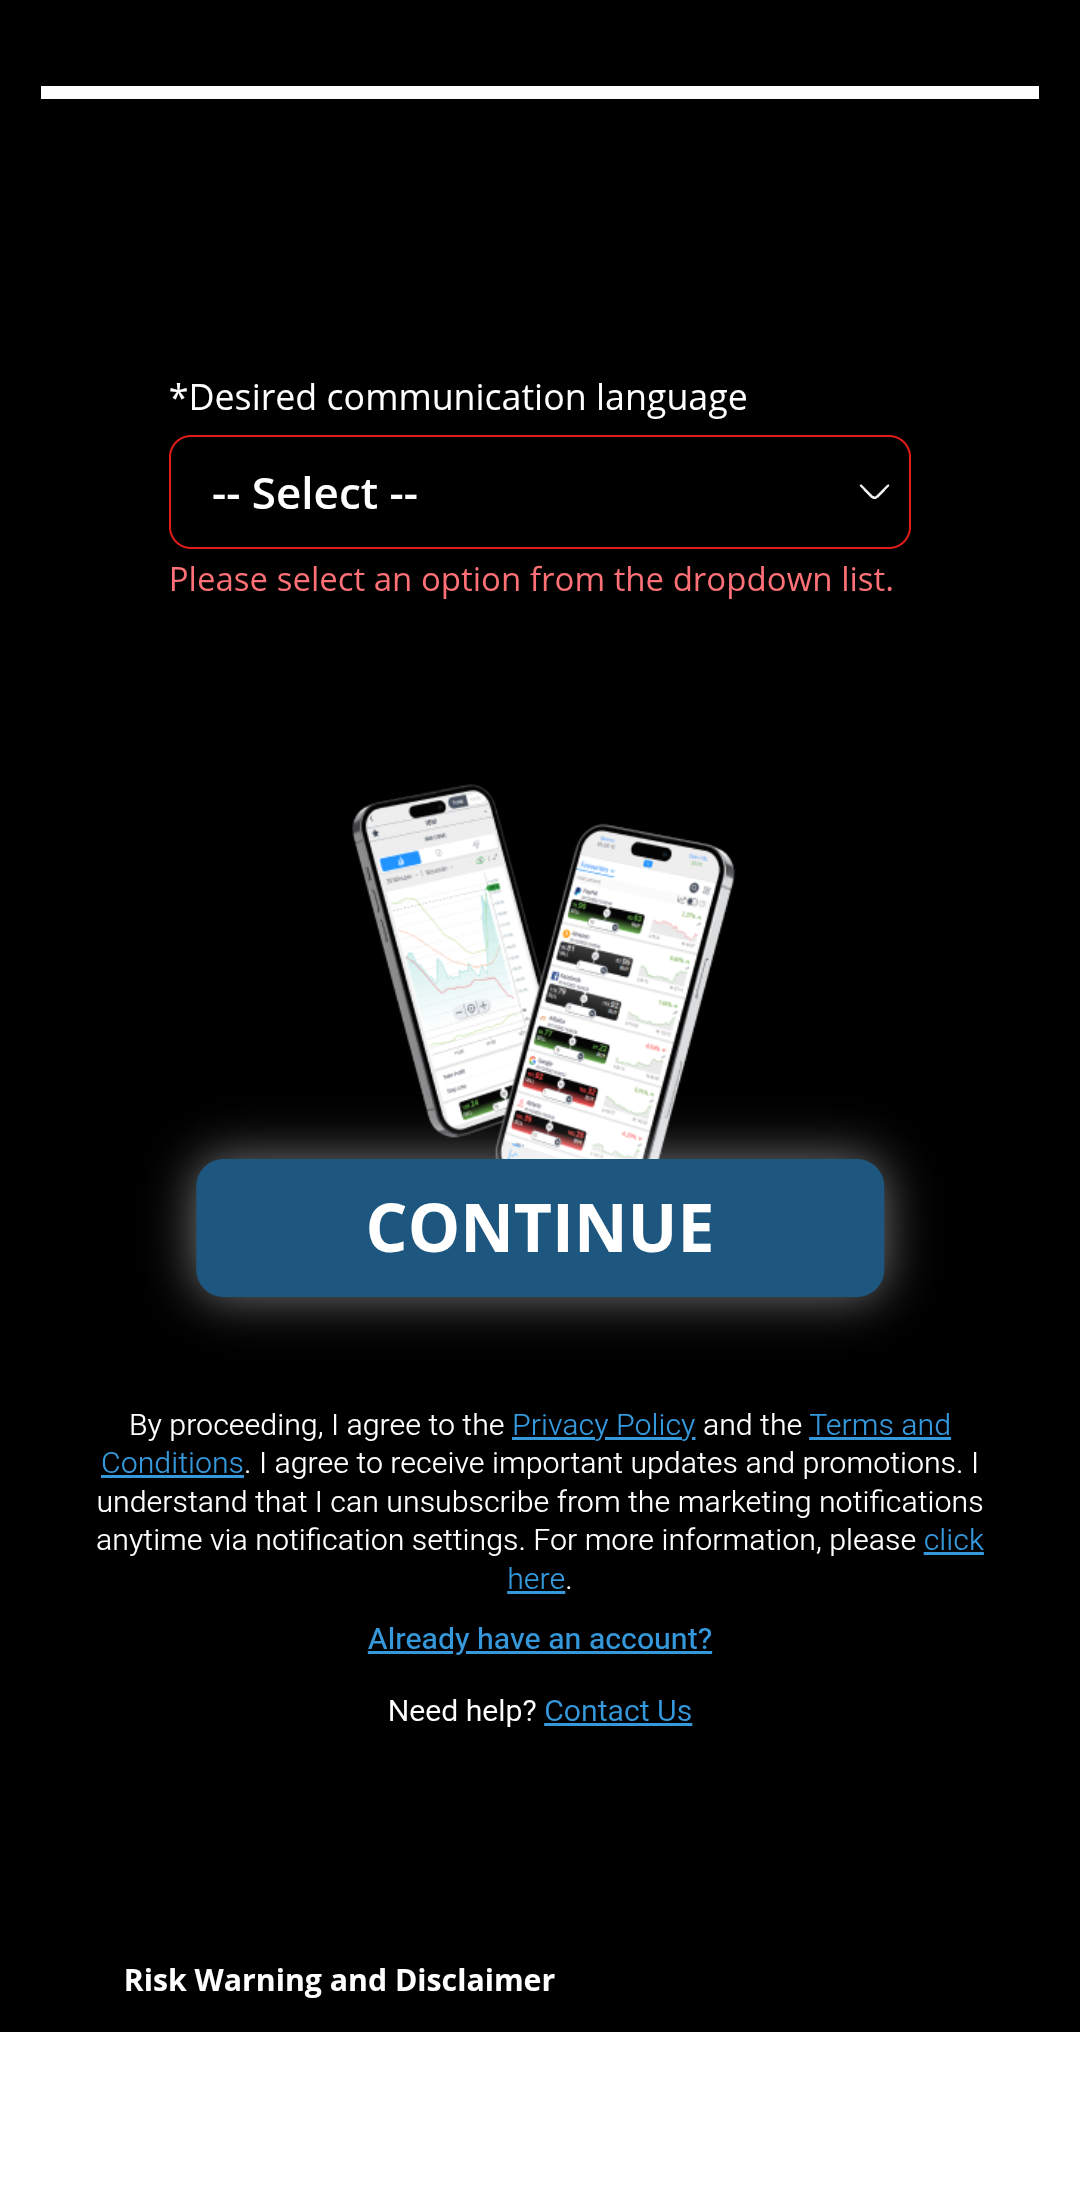 *Desired communication language
-- Select --
Please select an option from the dropdown list.
CONTINUE
By proceeding, I agree to the Privacy Policy and the Terms and
Conditions. I agree to receive important updates and promotions. I
understand that I can unsubscribe from the marketing notifications
anytime via notification settings. For more information, please click
here.
Already have an account?
Need help? Contact Us
Risk Warning and Disclaimer